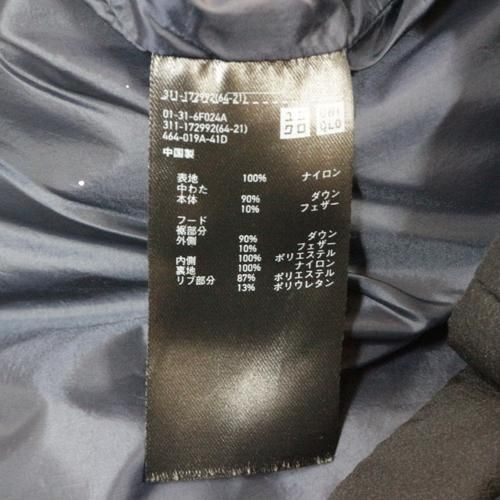 311-172992(64-21)
01-31-6F024A
311-172992(64-21)
464-019A-41D
ユニクロ
UNIQLO
中国製
表地 100% ナイロン
中わた
本体 90% ダウン
10% フェザー
フード
裾部分
外側 90% ダウン
10% フェザー
内側 100% ポリエステル
裏地 100% ナイロン
リブ部分 87% ポリエステル
13% ポリウレタン